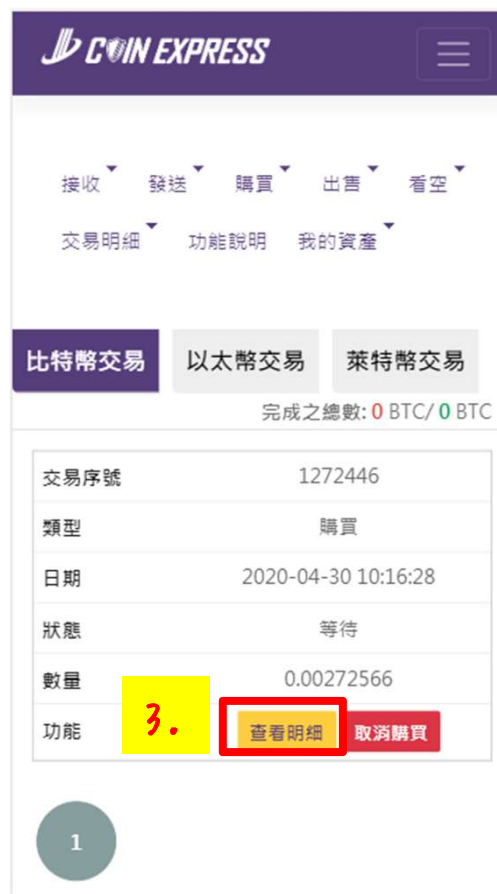 COIN EXPRESS
接收 發送 購買 出售 看空
交易明細 功能說明 我的資產
比特幣交易 以太幣交易 萊特幣交易
完成之總數: 0 BTC/ 0 BTC
交易序號 1272446
類型 購買
日期 2020-04-30 10:16:28
狀態 等待
數量 0.00272566
功能 3. 查看明細 取消購買
1